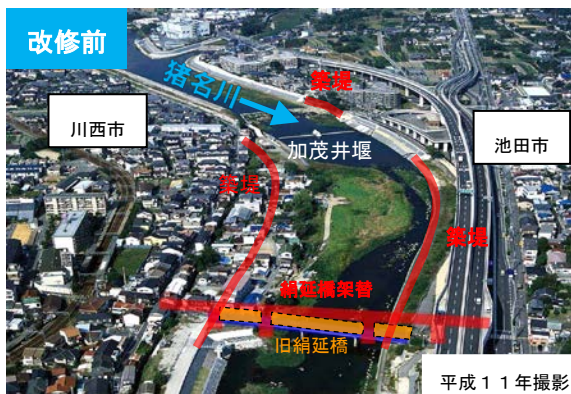 改修前
猪名川
築堤
川西市
加茂井堰
池田市
築堤
築堤
絹延橋架替
旧絹延橋
平成１１年撮影